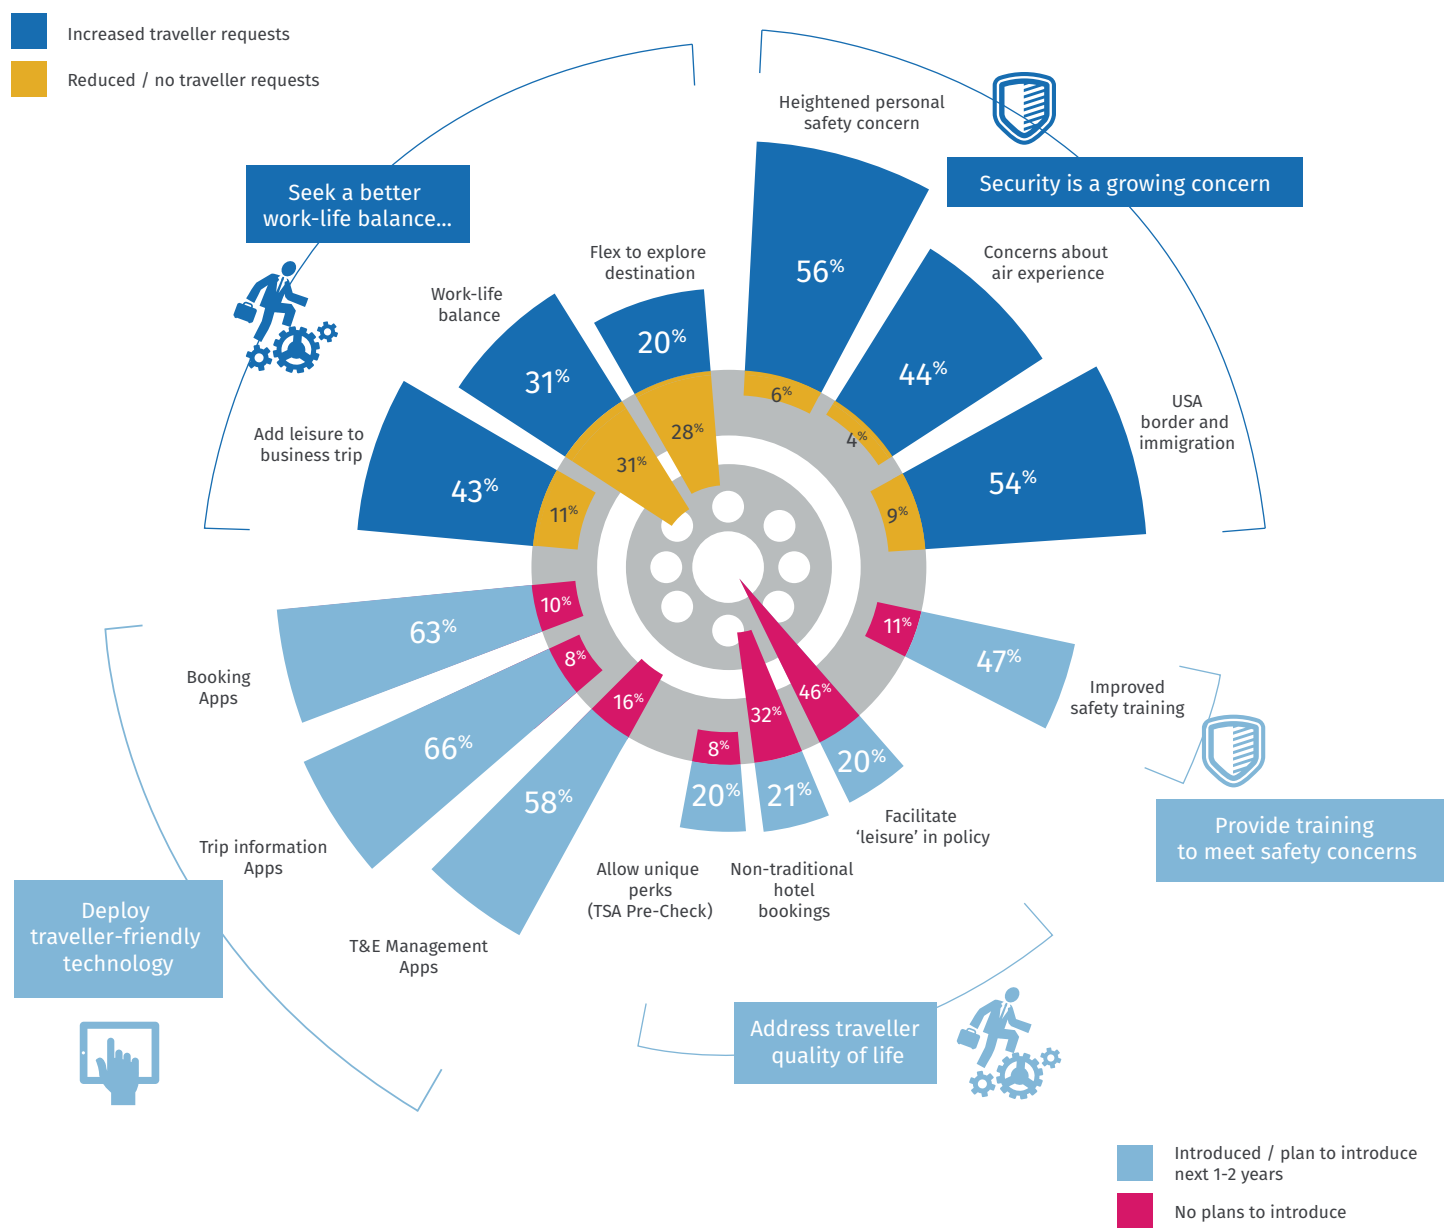 Increased traveller requests
Reduced / no traveller requests
Heightened personal
safety concern
Security is a growing concern
Seek a better
work-life balance...
Flex to explore
destination
Concerns about
air experience
Work-life
balance
USA
border and
immigration
Add leisure to
business trip
56%
44%
54%
20%
31%
43%
6%
4%
9%
28%
31%
11%
10%
63%
8%
66%
16%
58%
8%
20%
32%
21%
46%
20%
11%
47%
Booking
Apps
Improved
safety training
Trip information
Apps
Facilitate
‘leisure’ in policy
Provide training
to meet safety concerns
Allow unique
perks
(TSA Pre-Check)
Non-traditional
hotel
bookings
Deploy
traveller-friendly
technology
T&E Management
Apps
Address traveller
quality of life
Introduced / plan to introduce
next 1-2 years
No plans to introduce